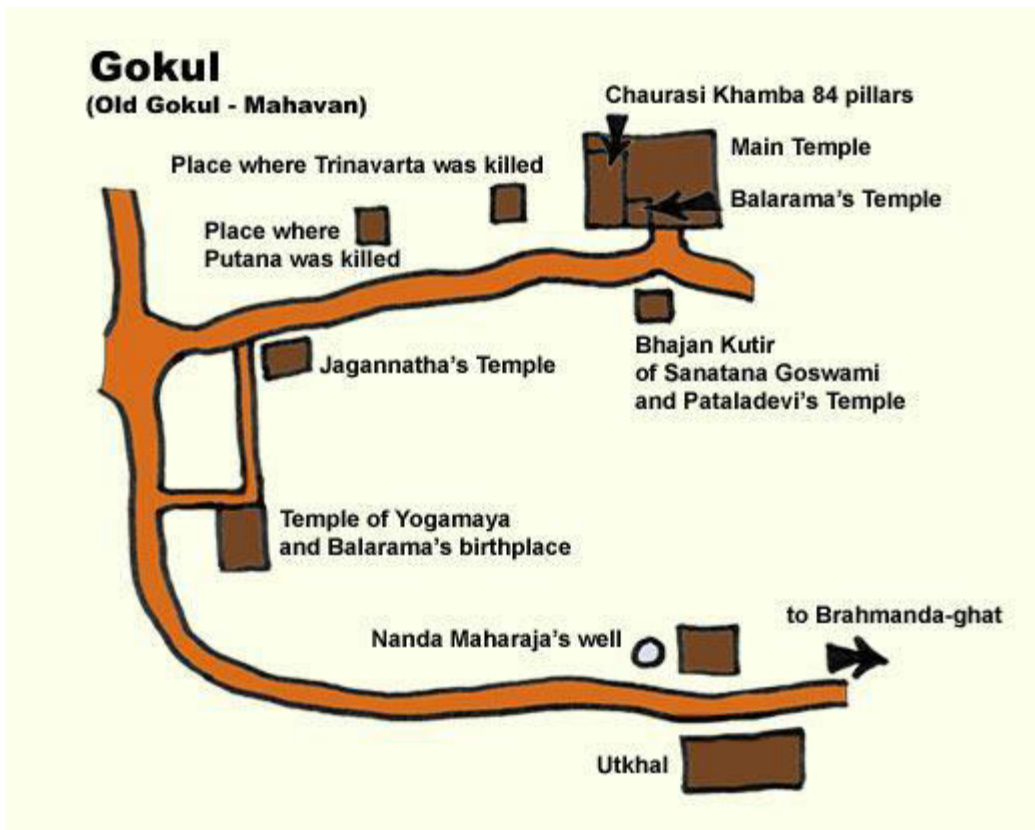 Gokul
(Old Gokul - Mahavan)
Chaurasi Khamba 84 pillars
Main Temple
Place where Trinavarta was killed
Balarama's Temple
Place where
Putana was killed
Bhajan Kutir
of Sanatana Goswami
and Pataladevi's Temple
Jagannatha's Temple
Temple of Yogamaya
and Balarama's birthplace
to Brahmanda-ghat
Nanda Maharaja's well
Utkhal